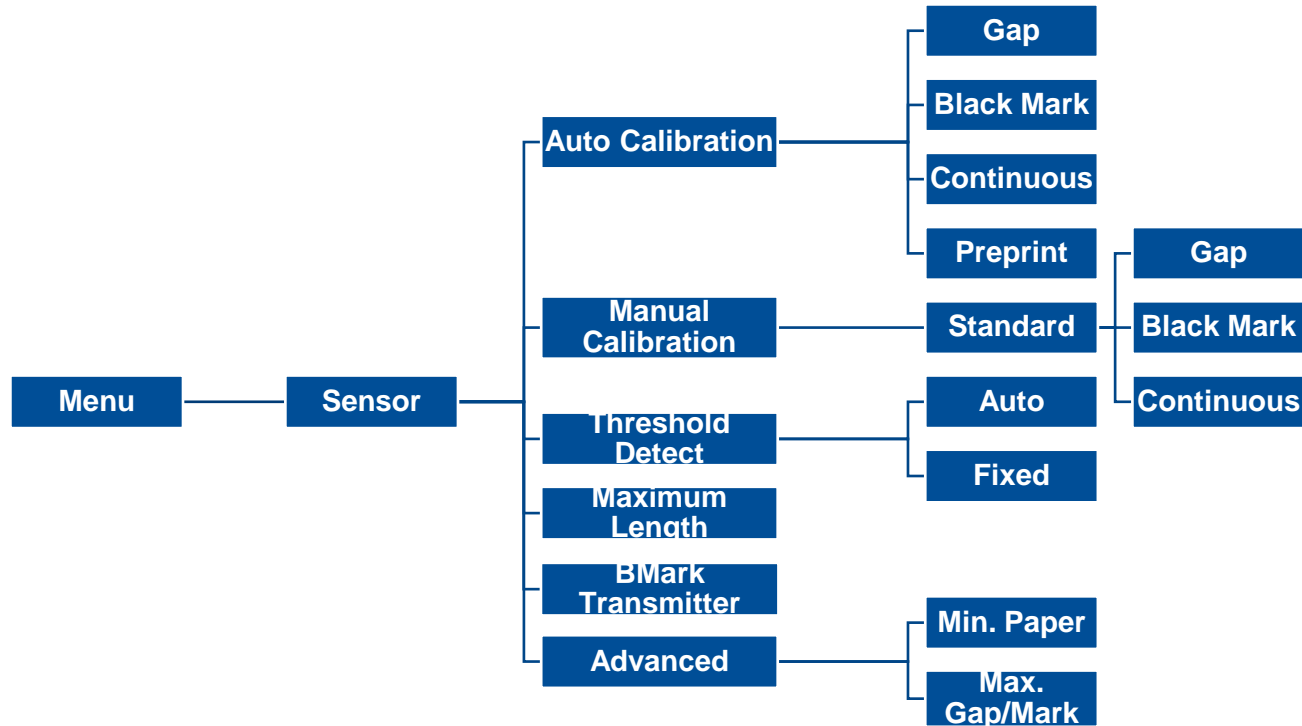 Gap
Black Mark
Auto Calibration
Continuous
Preprint
Gap
Manual
Calibration
Standard
Black Mark
Menu
Sensor
Auto
Continuous
Threshold
Detect
Fixed
Maximum
Length
BMark
Transmitter
Min. Paper
Advanced
Max.
Gap/Mark